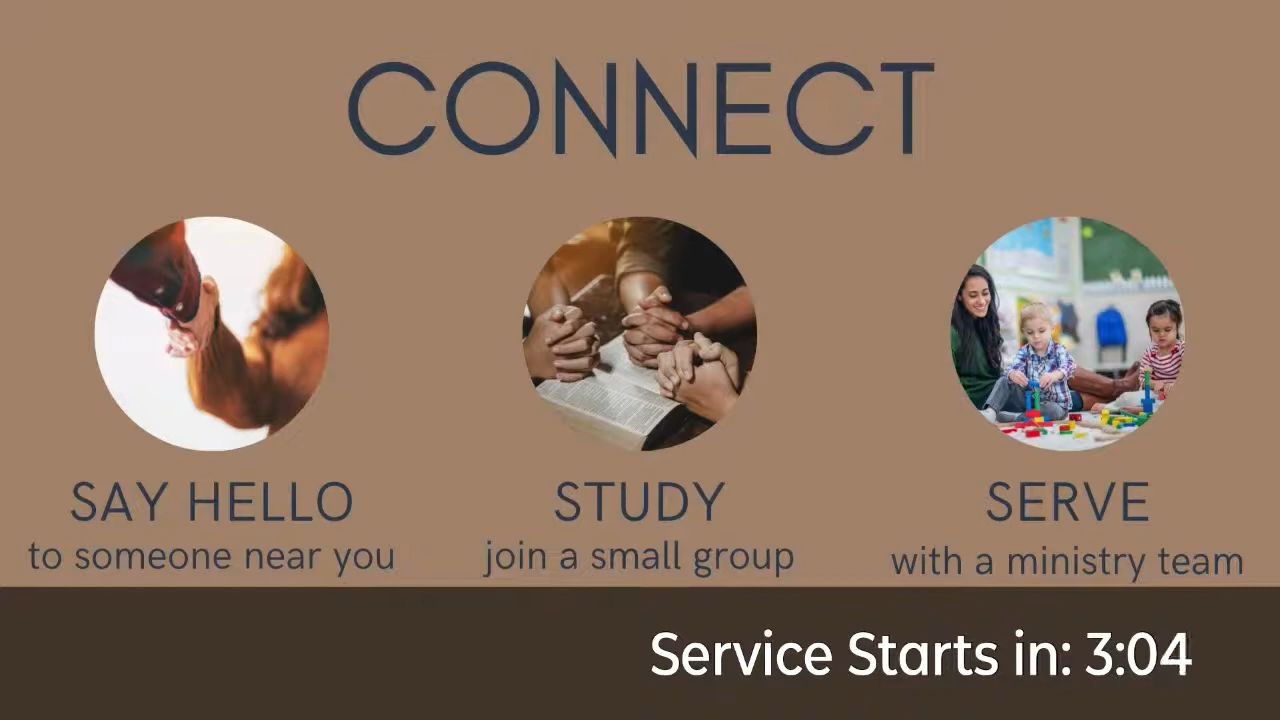 CONNECT
SAY HELLO
to someone near you
STUDY
join a small group
SERVE
with a ministry team
Service Starts in: 3:04